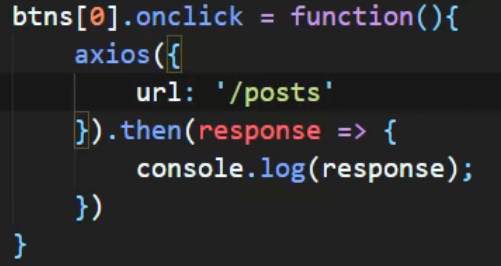 btns[0].onclick = function(){
    axios({
        url: '/posts'
    }).then(response => {
        console.log(response);
    })
}